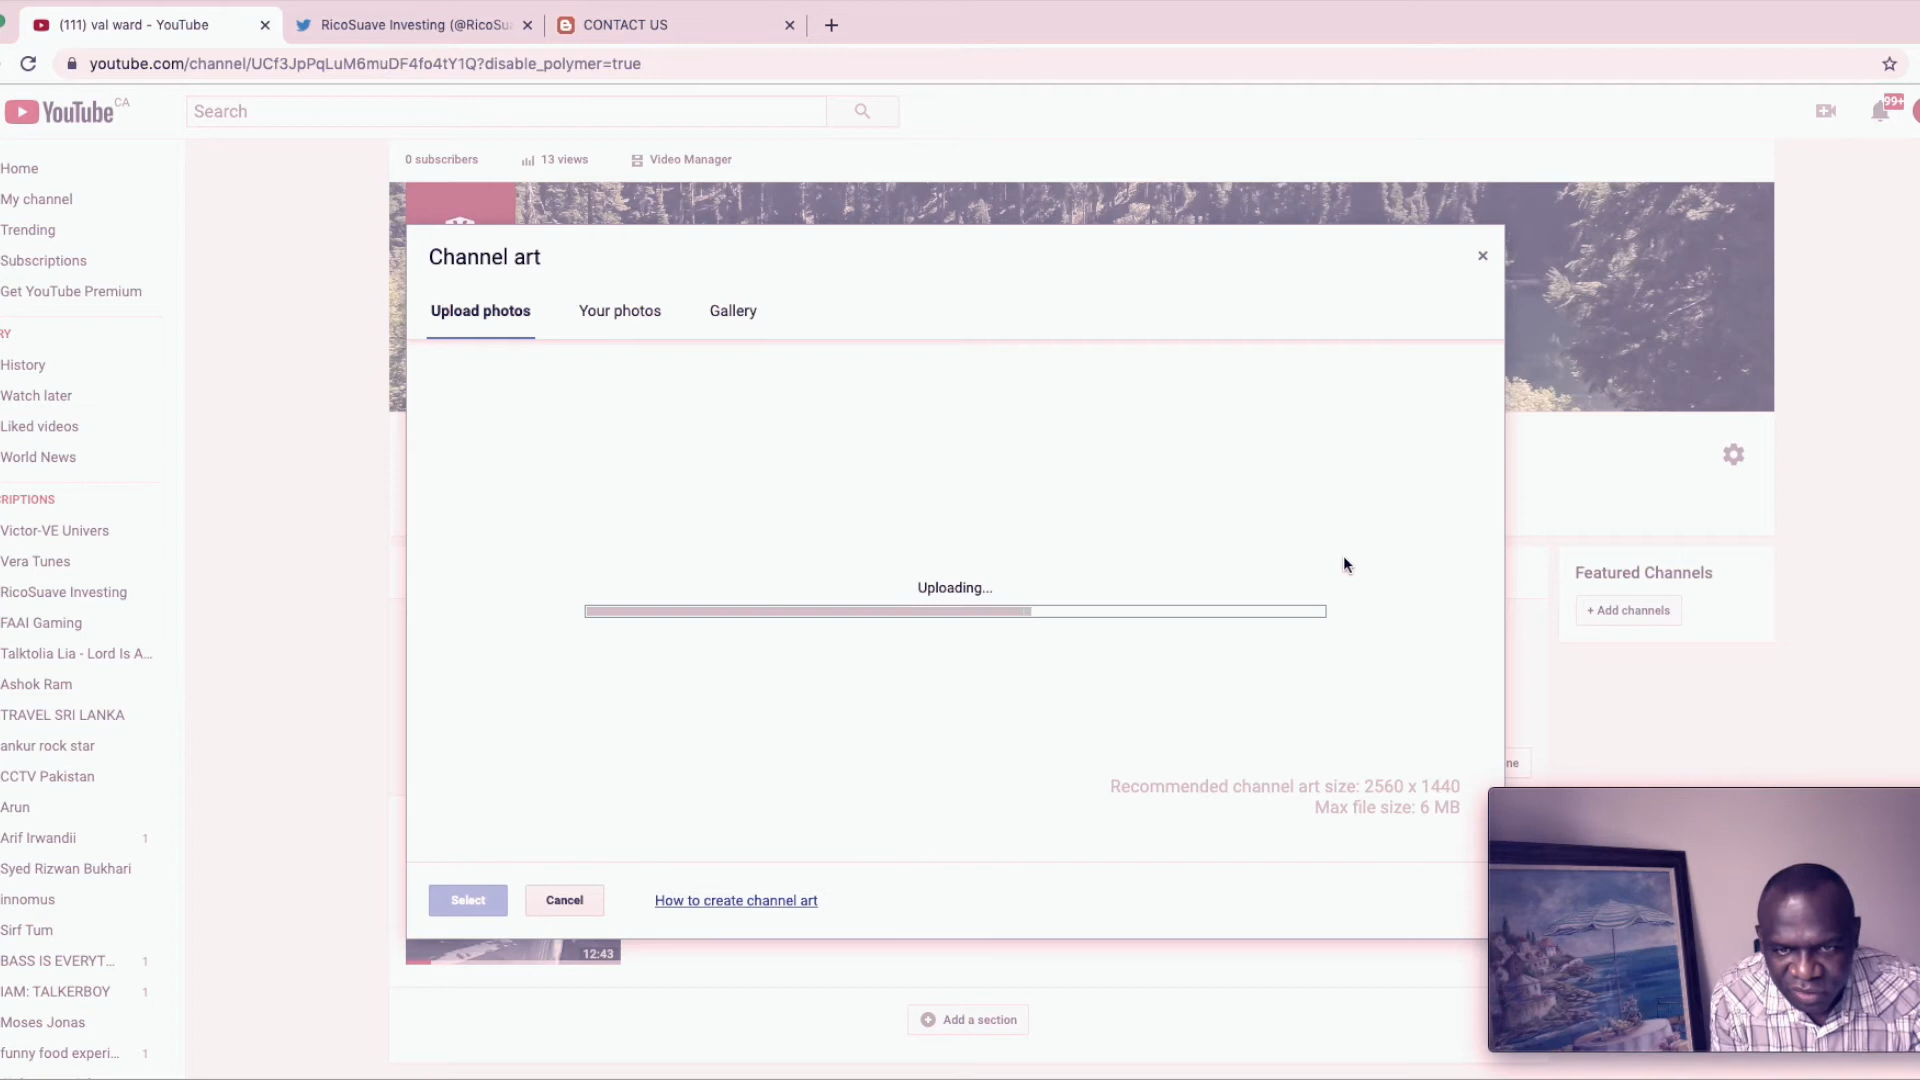 (111) val ward - YouTube
RicoSuave Investing (@RicoSu
CONTACT US
youtube.com/channel/UCf3JpPqLuM6muDF4fo4tY1Q?disable_polymer=true
YouTube CA
Search
99+
0 subscribers
13 views
Video Manager
Home
My channel
Trending
Subscriptions
Get YouTube Premium
RY
History
Watch later
Liked videos
World News
CRIPTIONS
Victor-VE Univers
Vera Tunes
RicoSuave Investing
FAAI Gaming
Talktolia Lia - Lord Is A...
Ashok Ram
TRAVEL SRI LANKA
ankur rock star
CCTV Pakistan
Arun
Arif Irwandii 1
Syed Rizwan Bukhari
innomus
Sirf Tum
BASS IS EVERYT... 1
IAM: TALKERBOY 1
Moses Jonas
funny food experi... 1
Channel art
×
Upload photos
Your photos
Gallery
Uploading...
Recommended channel art size: 2560 x 1440
Max file size: 6 MB
Select
Cancel
How to create channel art
Featured Channels
+ Add channels
ne
12:43
Add a section